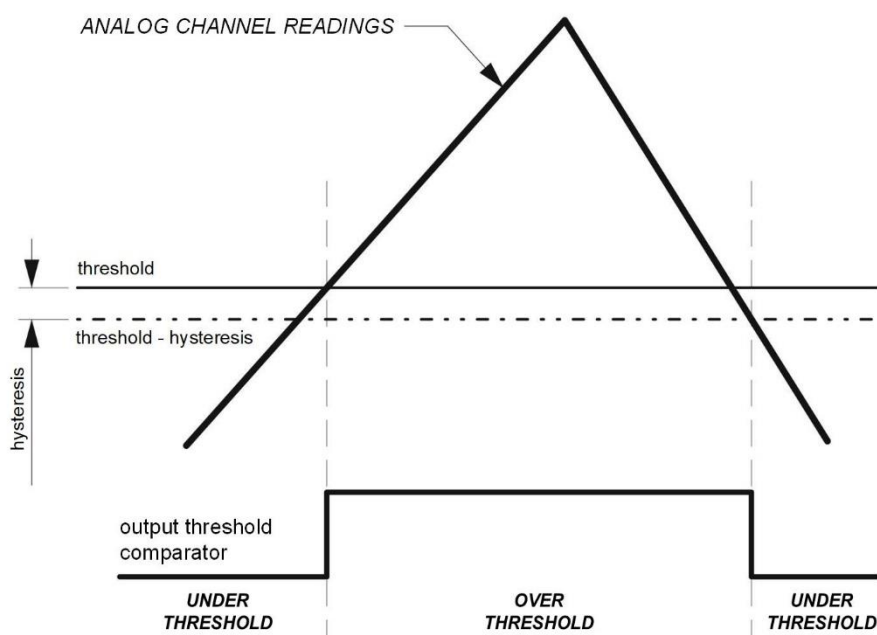 ANALOG CHANNEL READINGS
threshold
threshold - hysteresis
hysteresis
output threshold
comparator
UNDER
THRESHOLD
OVER
THRESHOLD
UNDER
THRESHOLD